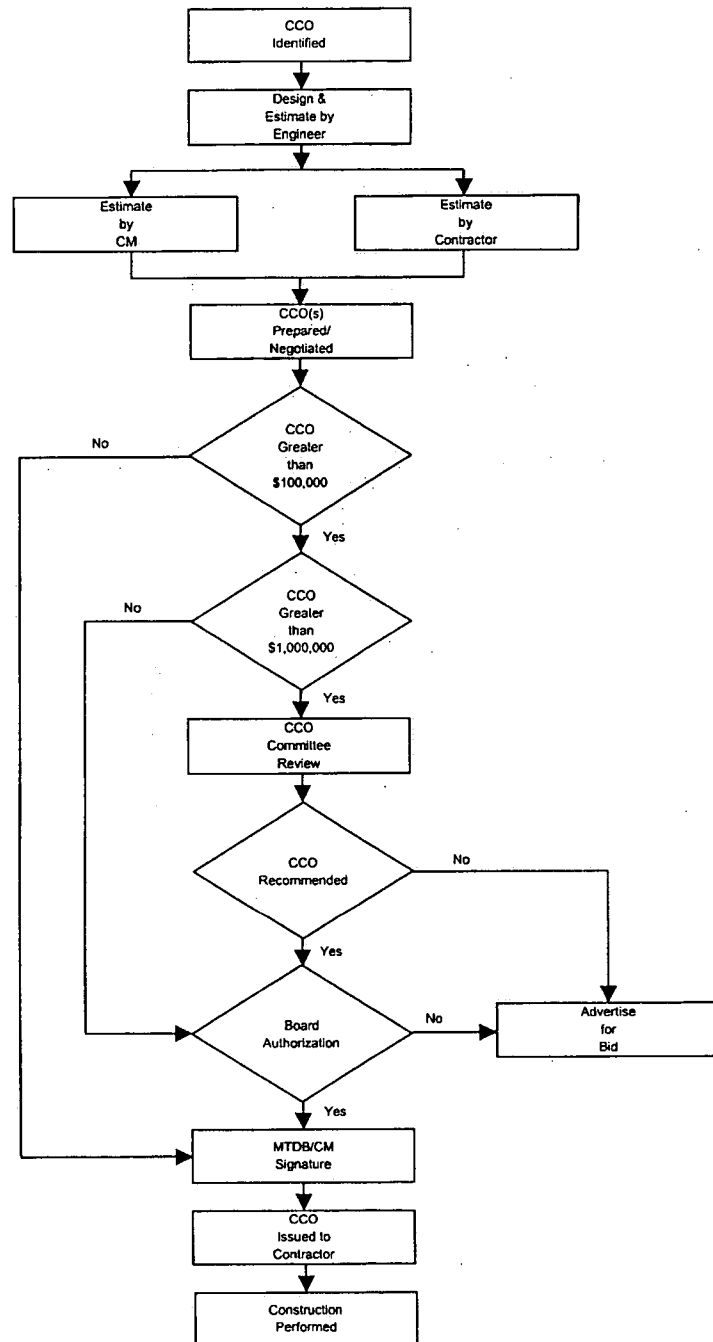 CCO
Identified
Design &
Estimate by
Engineer
Estimate
by
CM
Estimate
by
Contractor
CCO(s)
Prepared/
Negotiated
No
CCO
Greater
than
$100,000
Yes
No
CCO
Greater
than
$1,000,000
Yes
CCO
Committee
Review
CCO
Recommended
No
Yes
Board
Authorization
No
Advertise
for
Bid
Yes
MTDB/CM
Signature
CCO
Issued to
Contractor
Construction
Performed